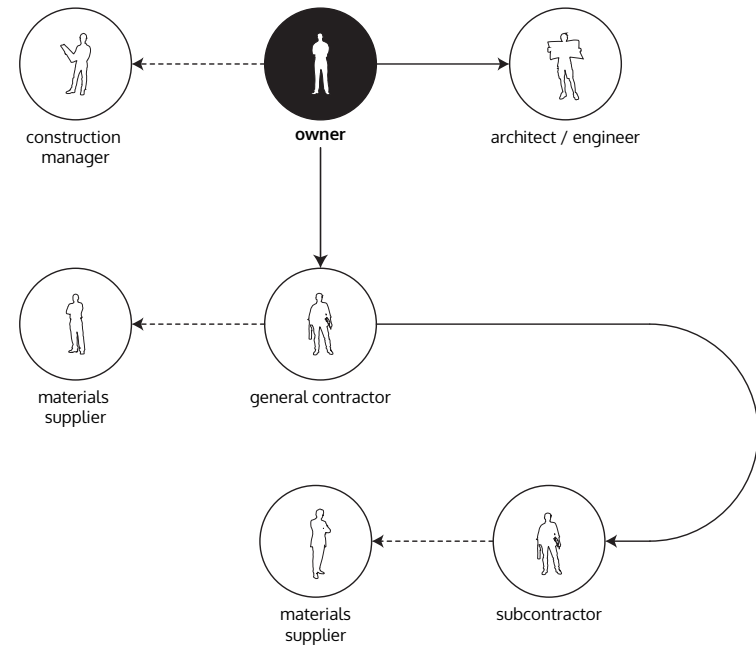 construction
manager
owner
architect / engineer
materials
supplier
general contractor
materials
supplier
subcontractor